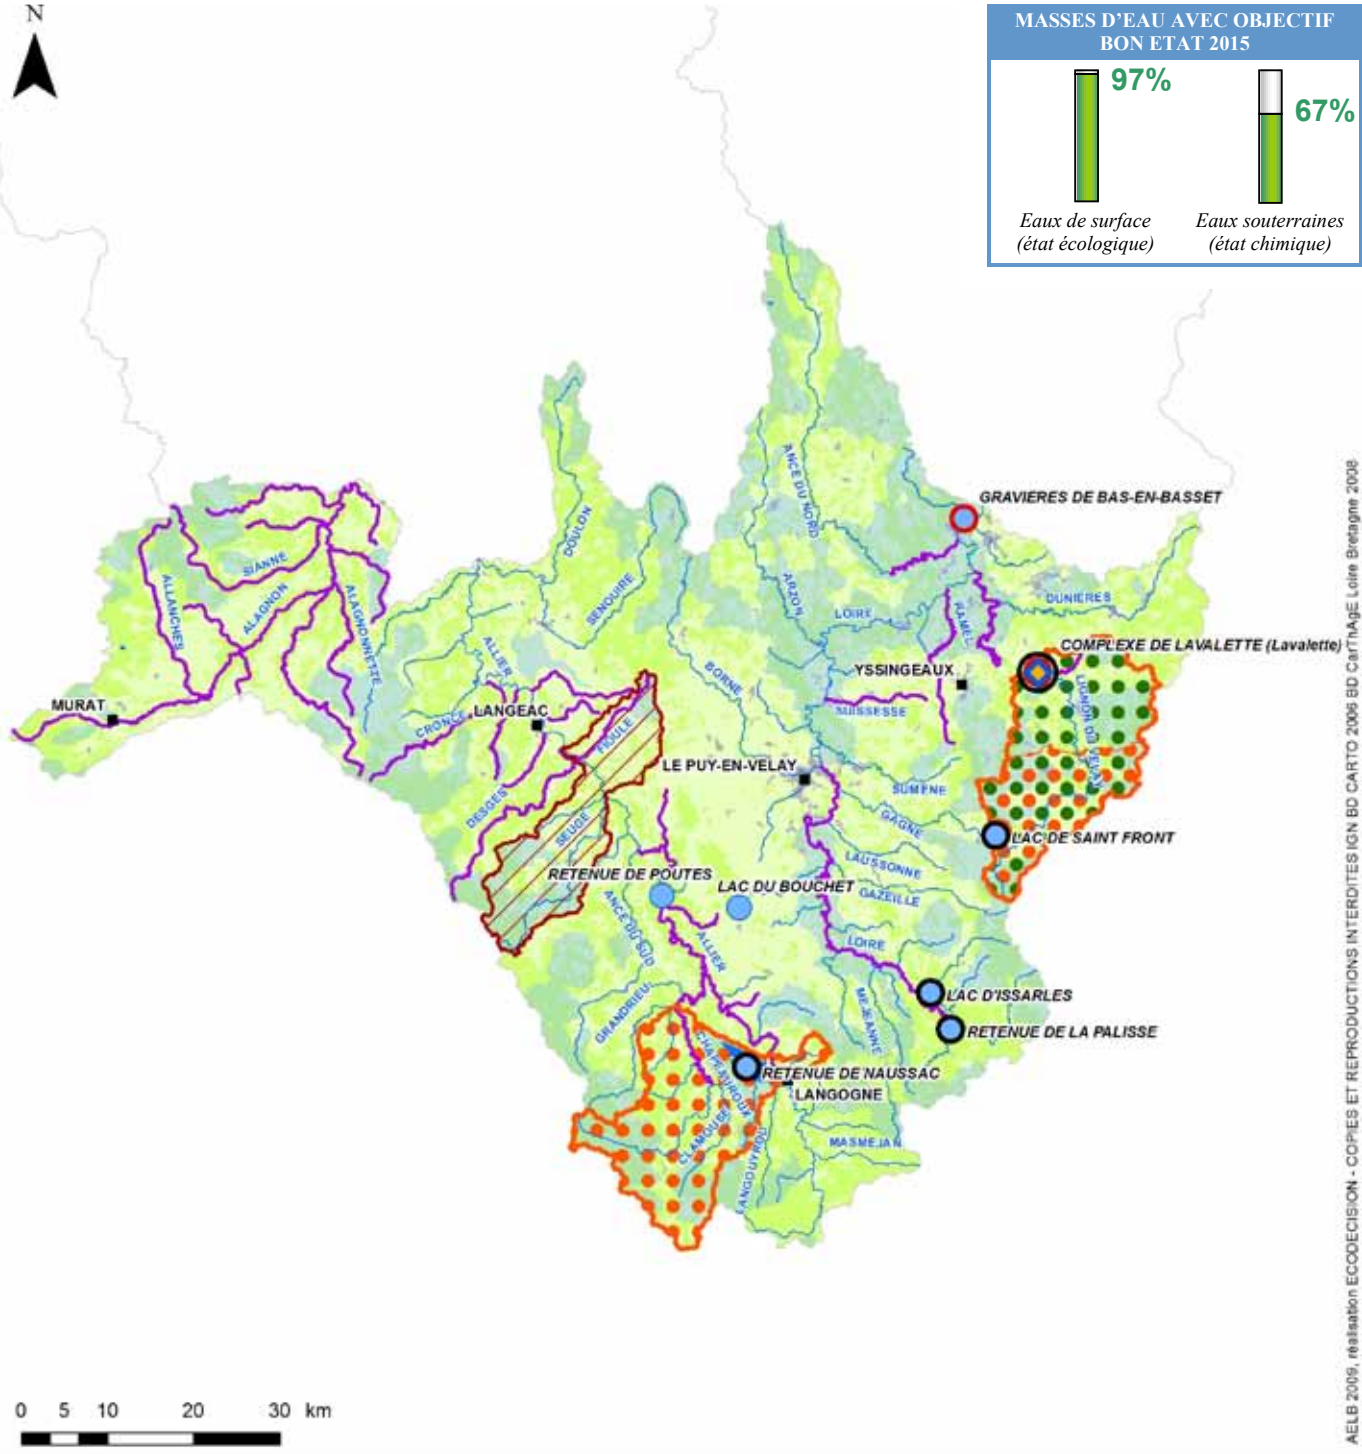 N
MASSES D'EAU AVEC OBJECTIF
BON ETAT 2015
97%
67%
Eaux de surface
(état écologique)
Eaux souterraines
(état chimique)
GRAVIERES DE BAS-EN-BASSET
ANCE DU NORD
DOULON
SIANNE
ALLANCHES
ALAGNON
ALAGNONNETTE
SENOUIRE
ARZON
LOIRE
RAMEL
DUNIERES
COMPLEXE DE LAVALETTE (Lavalette)
ALLIER
BORNE
YSSINGEAUX
LIGNON DU VELAY
MURAT
CRONCE
LANGEAC
SUISSESSE
FIOULE
LE PUY-EN-VELAY
SUMENE
DESGES
SEUGE
GAGNE
LAC DE SAINT FRONT
LAUSSONNE
RETENUE DE POUTES
LAC DU BOUCHET
GAZEILLE
ANCE DU SUD
ALLIER
LOIRE
LAC D'ISSARLES
GRANDRIEU
MEJEANNE
RETENUE DE LA PALISSE
CHAPEAUROUX
RETENUE DE NAUSSAC
LANGOGNE
CLAMOUSE
LANGOUYROU
MASMEJAN
0 5 10 20 30 km
AELB 2009, réalisation ECODECISION - COPIES ET REPRODUCTIONS INTERDITES IGN BD CARTO 2006 BD CarThAgE Loire Bretagne 2008